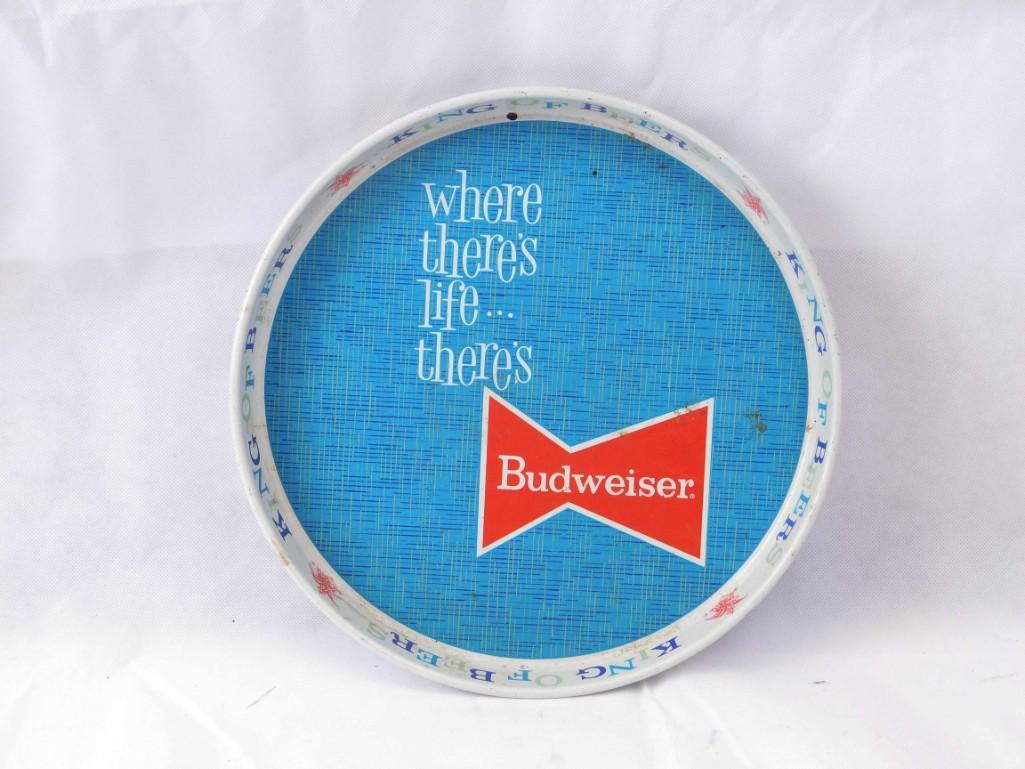 where
there's
life...
there's
Budweiser®
KING OF BEERS
KING OF BEERS
KING OF BEERS
KING OF BEERS